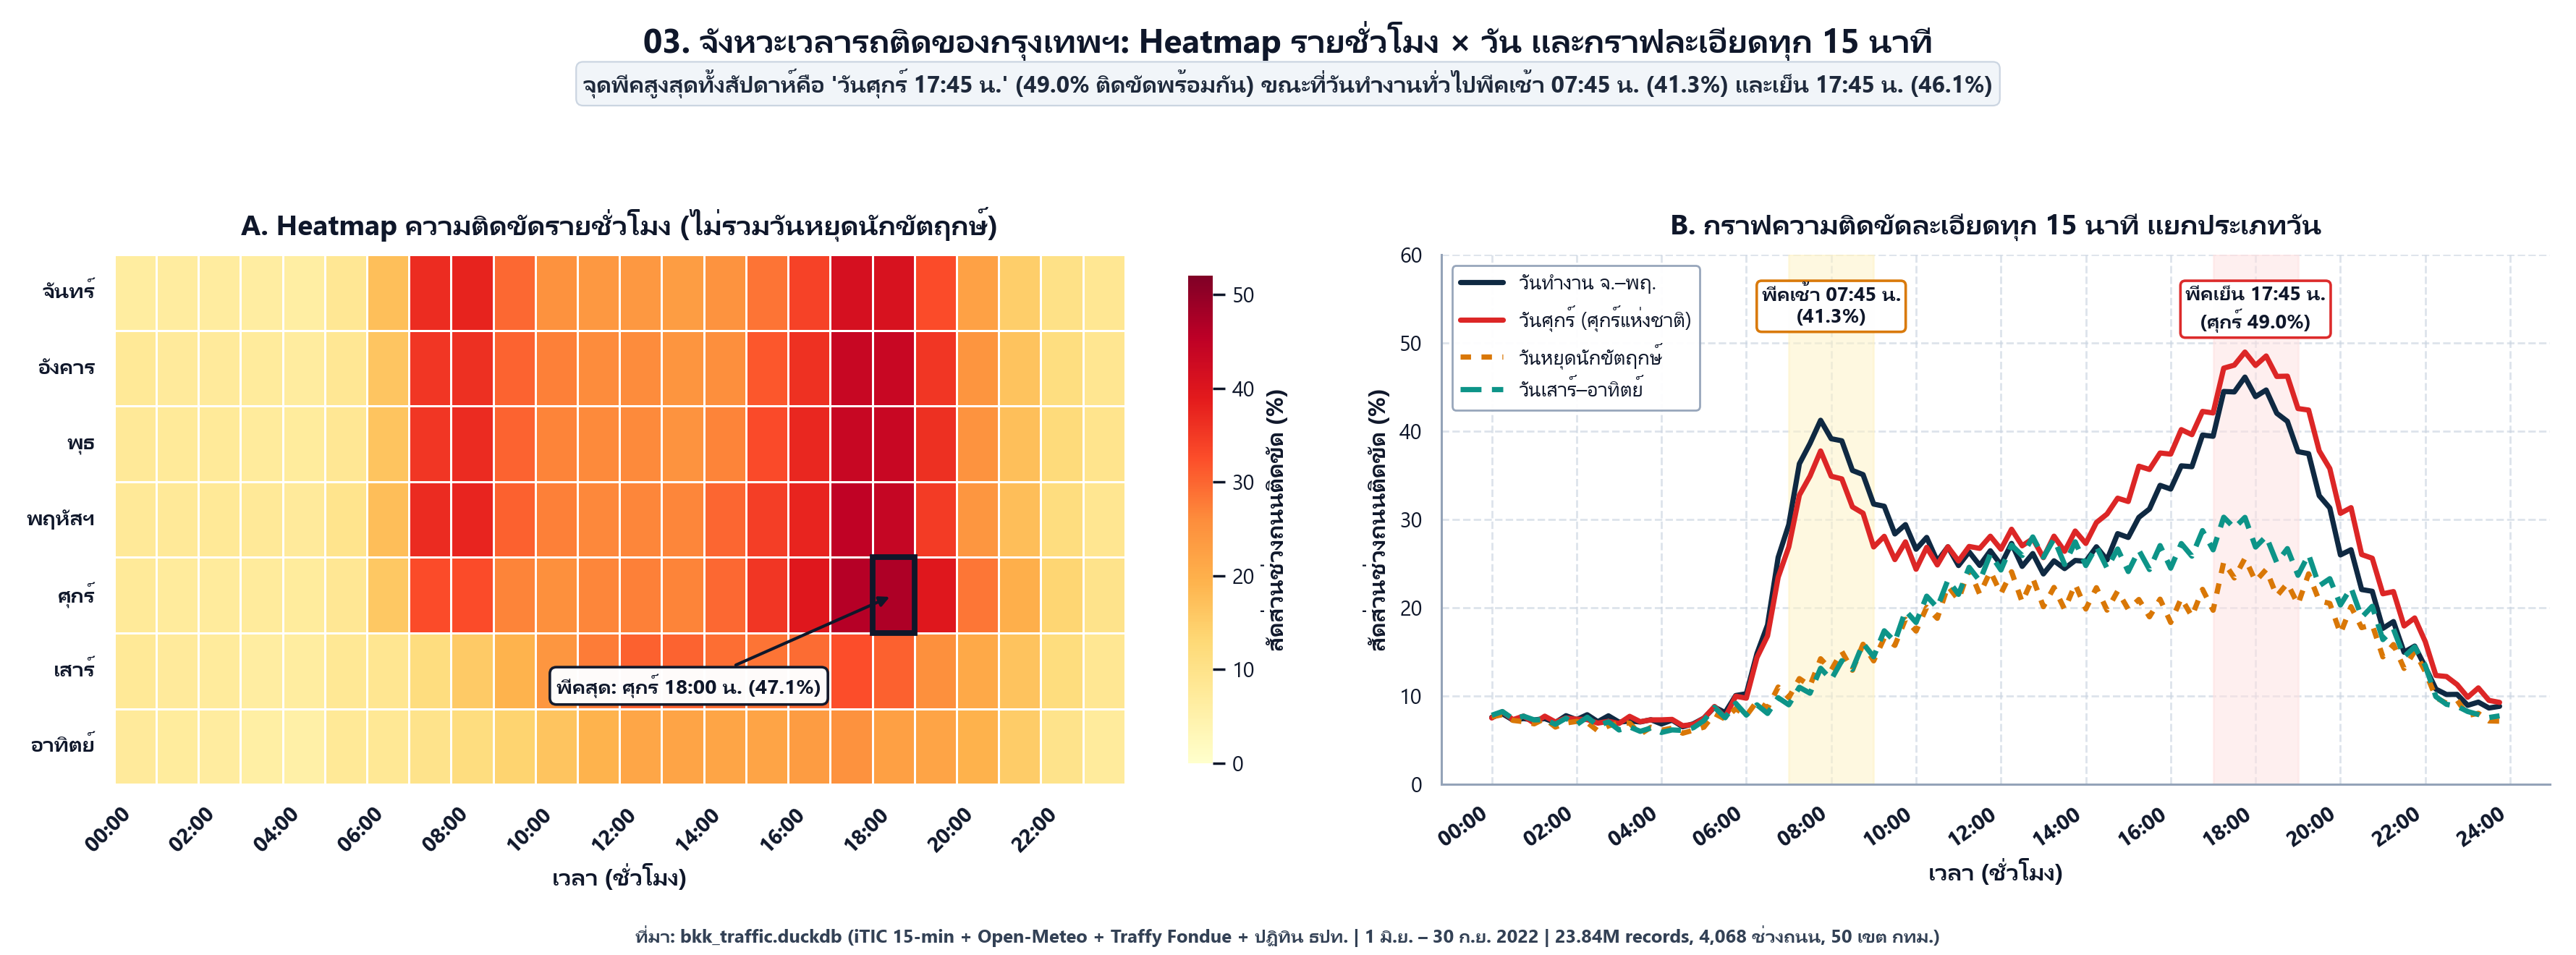 03. จังหวะเวลารถติดของกรุงเทพฯ: Heatmap รายชั่วโมง × วัน และกราฟละเอียดทุก 15 นาที
จุดพีคสูงสุดทั้งสัปดาห์คือ 'วันศุกร์ 17:45 น.' (49.0% ติดขัดพร้อมกัน) ขณะที่วันทำงานทั่วไปพีคเช้า 07:45 น. (41.3%) และเย็น 17:45 น. (46.1%)
A. Heatmap ความติดขัดรายชั่วโมง (ไม่รวมวันหยุดนักขัตฤกษ์)
จันทร์
อังคาร
พุธ
พฤหัสฯ
ศุกร์
เสาร์
อาทิตย์
พีคสุด: ศุกร์ 18:00 น. (47.1%)
00:00
02:00
04:00
06:00
08:00
10:00
12:00
14:00
16:00
18:00
20:00
22:00
เวลา (ชั่วโมง)
50
40
30
20
10
0
สัดส่วนช่วงถนนติดขัด (%)
B. กราฟความติดขัดละเอียดทุก 15 นาที แยกประเภทวัน
สัดส่วนช่วงถนนติดขัด (%)
60
50
40
30
20
10
0
วันทำงาน จ.–พฤ.
วันศุกร์ (ศุกร์แห่งชาติ)
วันหยุดนักขัตฤกษ์
วันเสาร์–อาทิตย์
พีคเช้า 07:45 น.
(41.3%)
พีคเย็น 17:45 น.
(ศุกร์ 49.0%)
00:00
02:00
04:00
06:00
08:00
10:00
12:00
14:00
16:00
18:00
20:00
22:00
24:00
เวลา (ชั่วโมง)
ที่มา: bkk_traffic.duckdb (iTIC 15-min + Open-Meteo + Traffy Fondue + ปฏิทิน ธปท. | 1 มิ.ย. – 30 ก.ย. 2022 | 23.84M records, 4,068 ช่วงถนน, 50 เขต กทม.)